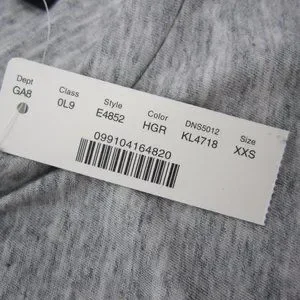 Dept Class Style Color DNS5012 Size
GA8 0L9 E4852 HGR KL4718 XXS
099104164820